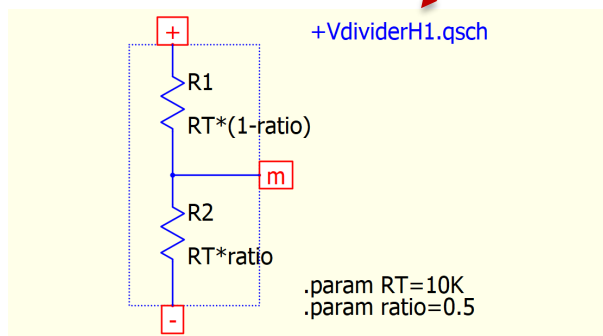 +
+VdividerH1.qsch
R1
RT*(1-ratio)
m
R2
RT*ratio
.param RT=10K
.param ratio=0.5
-